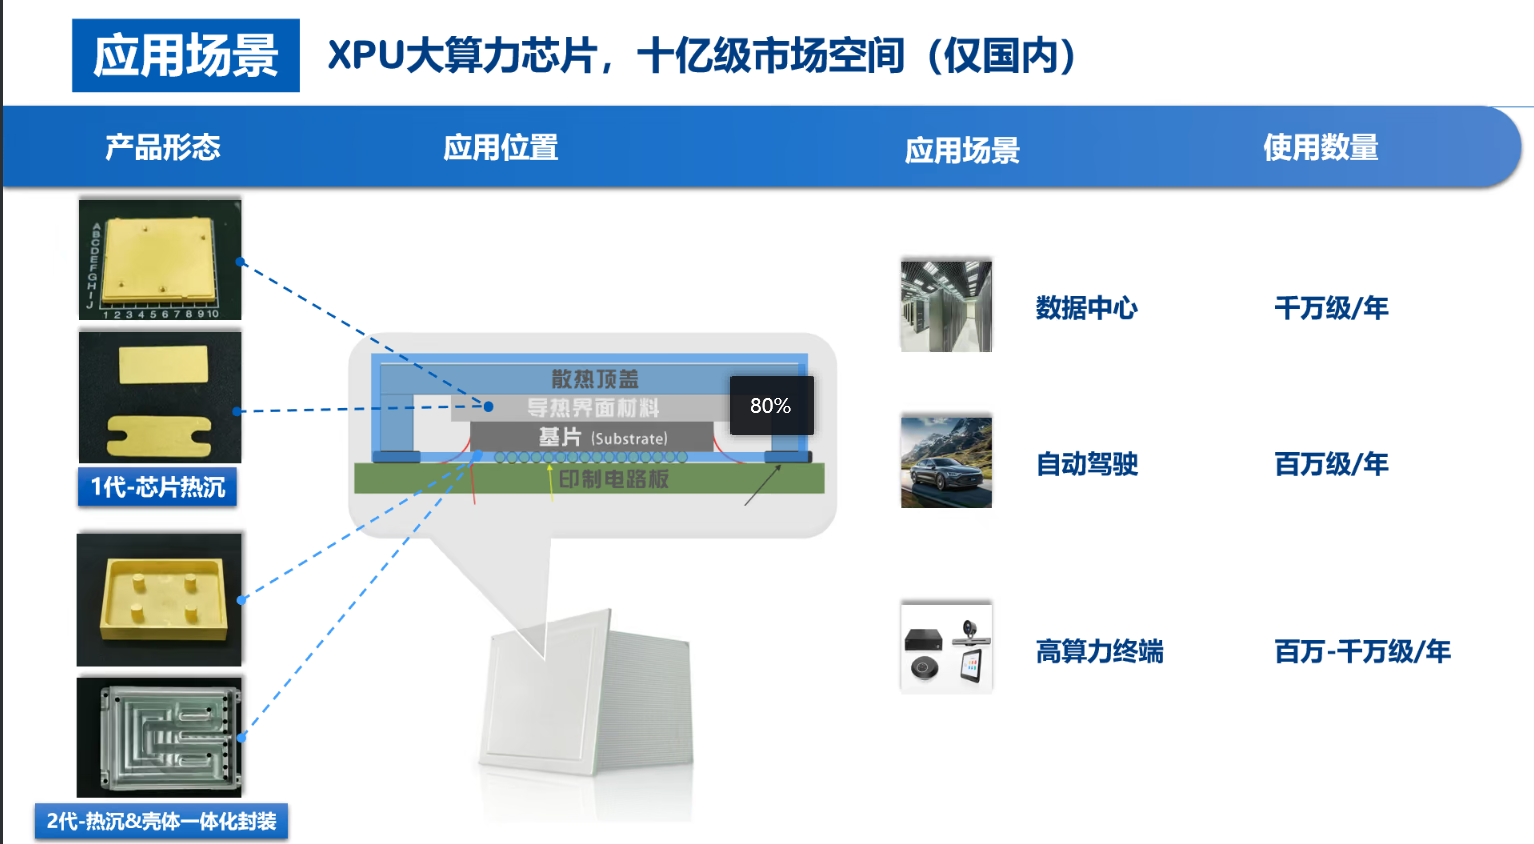 应用场景
XPU大算力芯片，十亿级市场空间（仅国内）
产品形态
应用位置
应用场景
使用数量
A
B
C
D
E
F
G
H
I
J
1 2 3 4 5 6 7 8 9 10
1代-芯片热沉
2代-热沉&壳体一体化封装
散热顶盖
导热界面材料
80%
基片 (Substrate)
印制电路板
数据中心
千万级/年
自动驾驶
百万级/年
高算力终端
百万-千万级/年